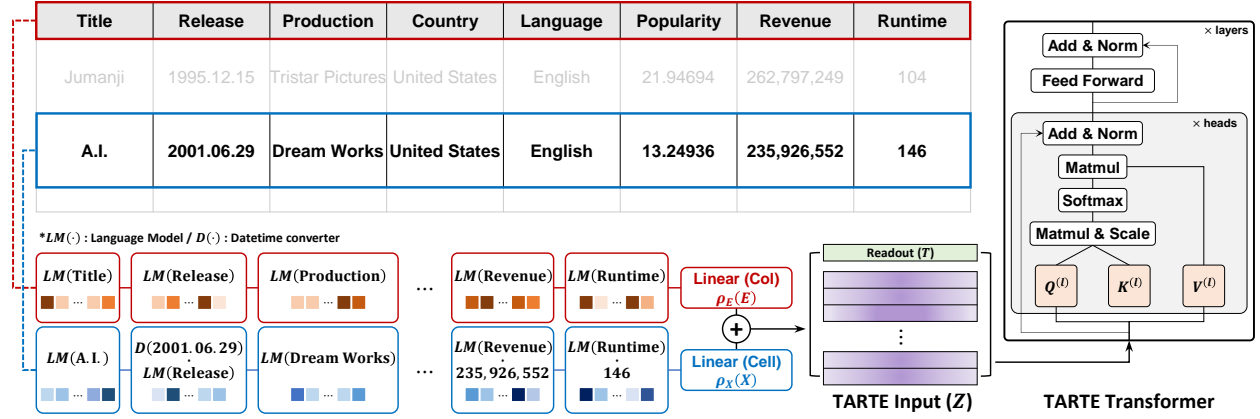 Title Release Production Country Language Popularity Revenue Runtime
Jumanji 1995.12.15 Tristar Pictures United States English 21.94694 262,797,249 104
A.I. 2001.06.29 Dream Works United States English 13.24936 235,926,552 146
*LM(·) : Language Model / D(·) : Datetime converter
LM(Title) LM(Release) LM(Production) ... LM(Revenue) LM(Runtime)
... ... ... ... ...
Linear (Col)
ρ_E(E)
+
LM(A.I.) D(2001.06.29) LM(Dream Works) ... LM(Revenue) LM(Runtime)
· · ·
LM(Release) 235,926,552 146
... ... ... ... ...
Linear (Cell)
ρ_X(X)
Readout (T)
⋮
TARTE Input (Z)
× layers
Add & Norm
Feed Forward
× heads
Add & Norm
Matmul
Softmax
Matmul & Scale
Q^(l) K^(l) V^(l)
TARTE Transformer